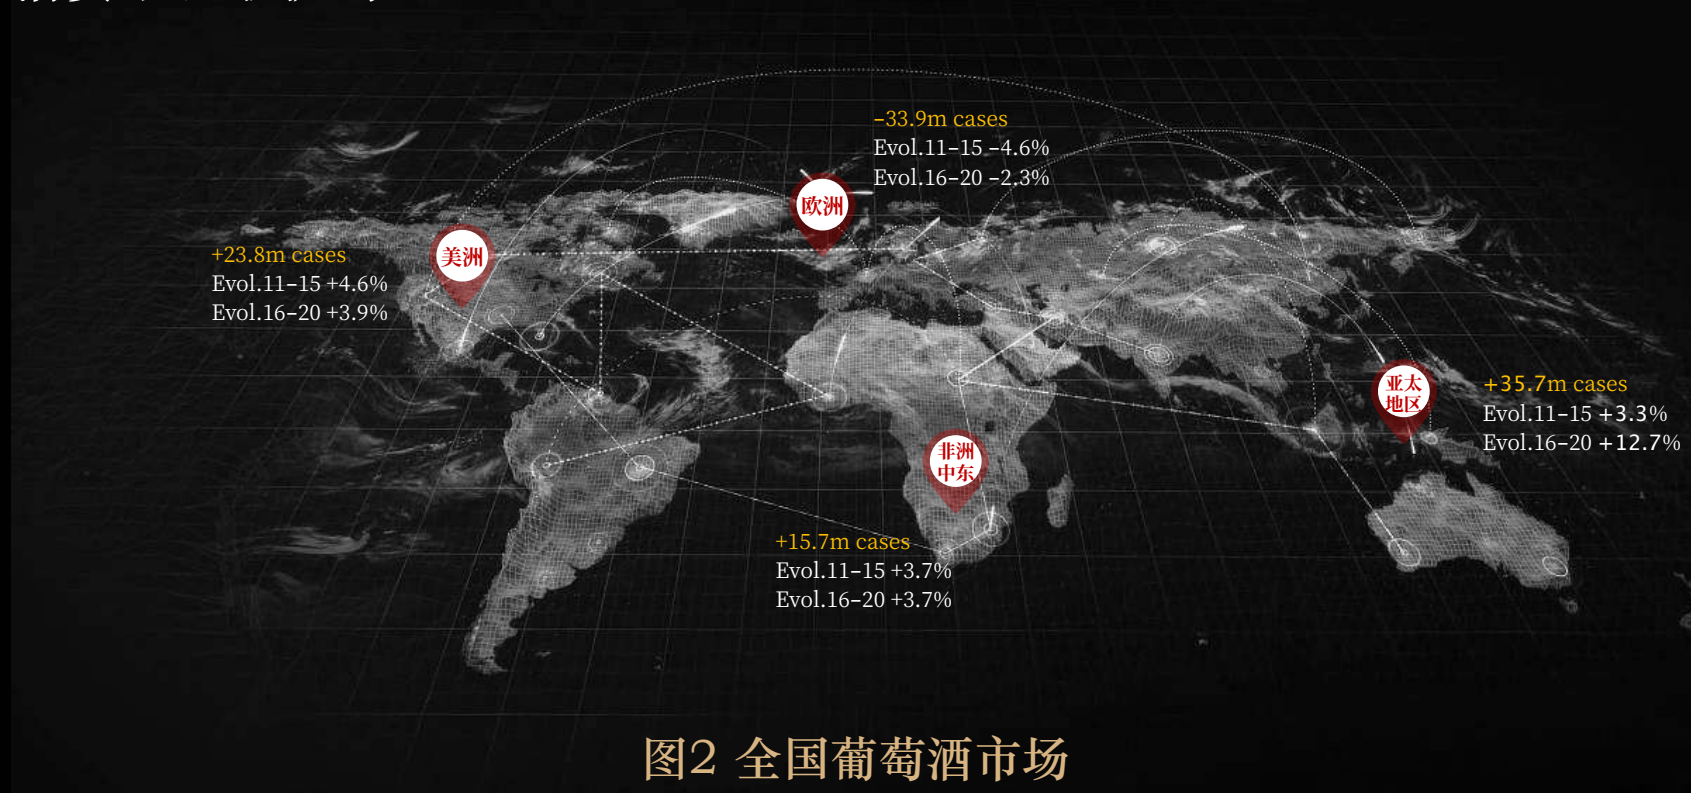 -33.9m cases
Evol.11-15 -4.6%
Evol.16-20 -2.3%
欧洲
美洲
+23.8m cases
Evol.11-15 +4.6%
Evol.16-20 +3.9%
亚太
地区
+35.7m cases
Evol.11-15 +3.3%
Evol.16-20 +12.7%
非洲
中东
+15.7m cases
Evol.11-15 +3.7%
Evol.16-20 +3.7%
图2 全国葡萄酒市场